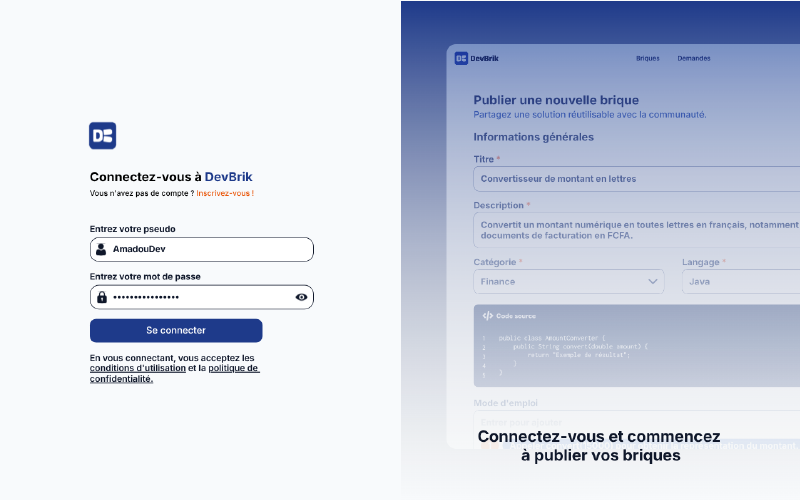 Connectez-vous à DevBrik
Vous n'avez pas de compte ? Inscrivez-vous !
Entrez votre pseudo
AmadouDev
Entrez votre mot de passe
••••••••••••••••
Se connecter
En vous connectant, vous acceptez les
conditions d'utilisation et la politique de
confidentialité.
DevBrik
Briques
Demandes
Publier une nouvelle brique
Partagez une solution réutilisable avec la communauté.
Informations générales
Titre *
Convertisseur de montant en lettres
Description *
Convertit un montant numérique en toutes lettres en français, notamment
documents de facturation en FCFA.
Catégorie *
Langage *
Finance
Java
</> Code source
1 public class AmountConverter {
2 public String convert(double amount) {
3 return "Exemple de résultat";
4 }
5 }
Mode d'emploi
Connectez-vous et commencez
à publier vos briques